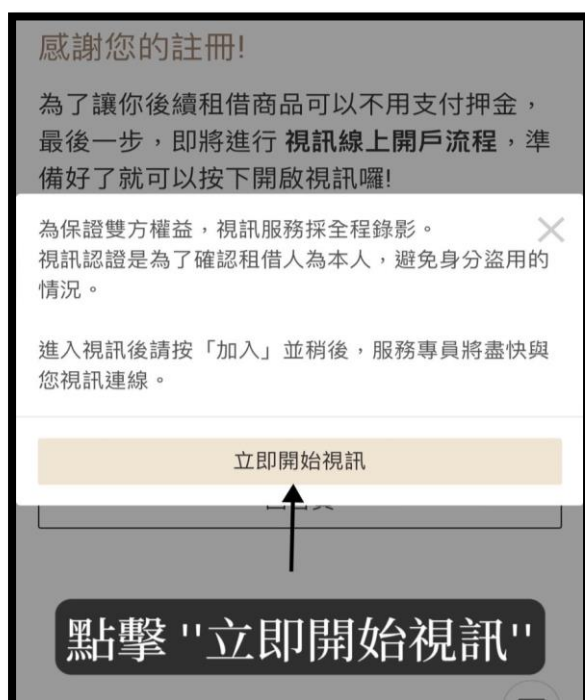 感謝您的註冊!
為了讓你後續租借商品可以不用支付押金，
最後一步，即將進行 視訊線上開戶流程，準
備好了就可以按下開啟視訊囉!
為保證雙方權益，視訊服務採全程錄影。
視訊認證是為了確認租借人為本人，避免身分盜用的
情況。
進入視訊後請按「加入」並稍後，服務專員將盡快與
您視訊連線。
立即開始視訊
點擊 "立即開始視訊"